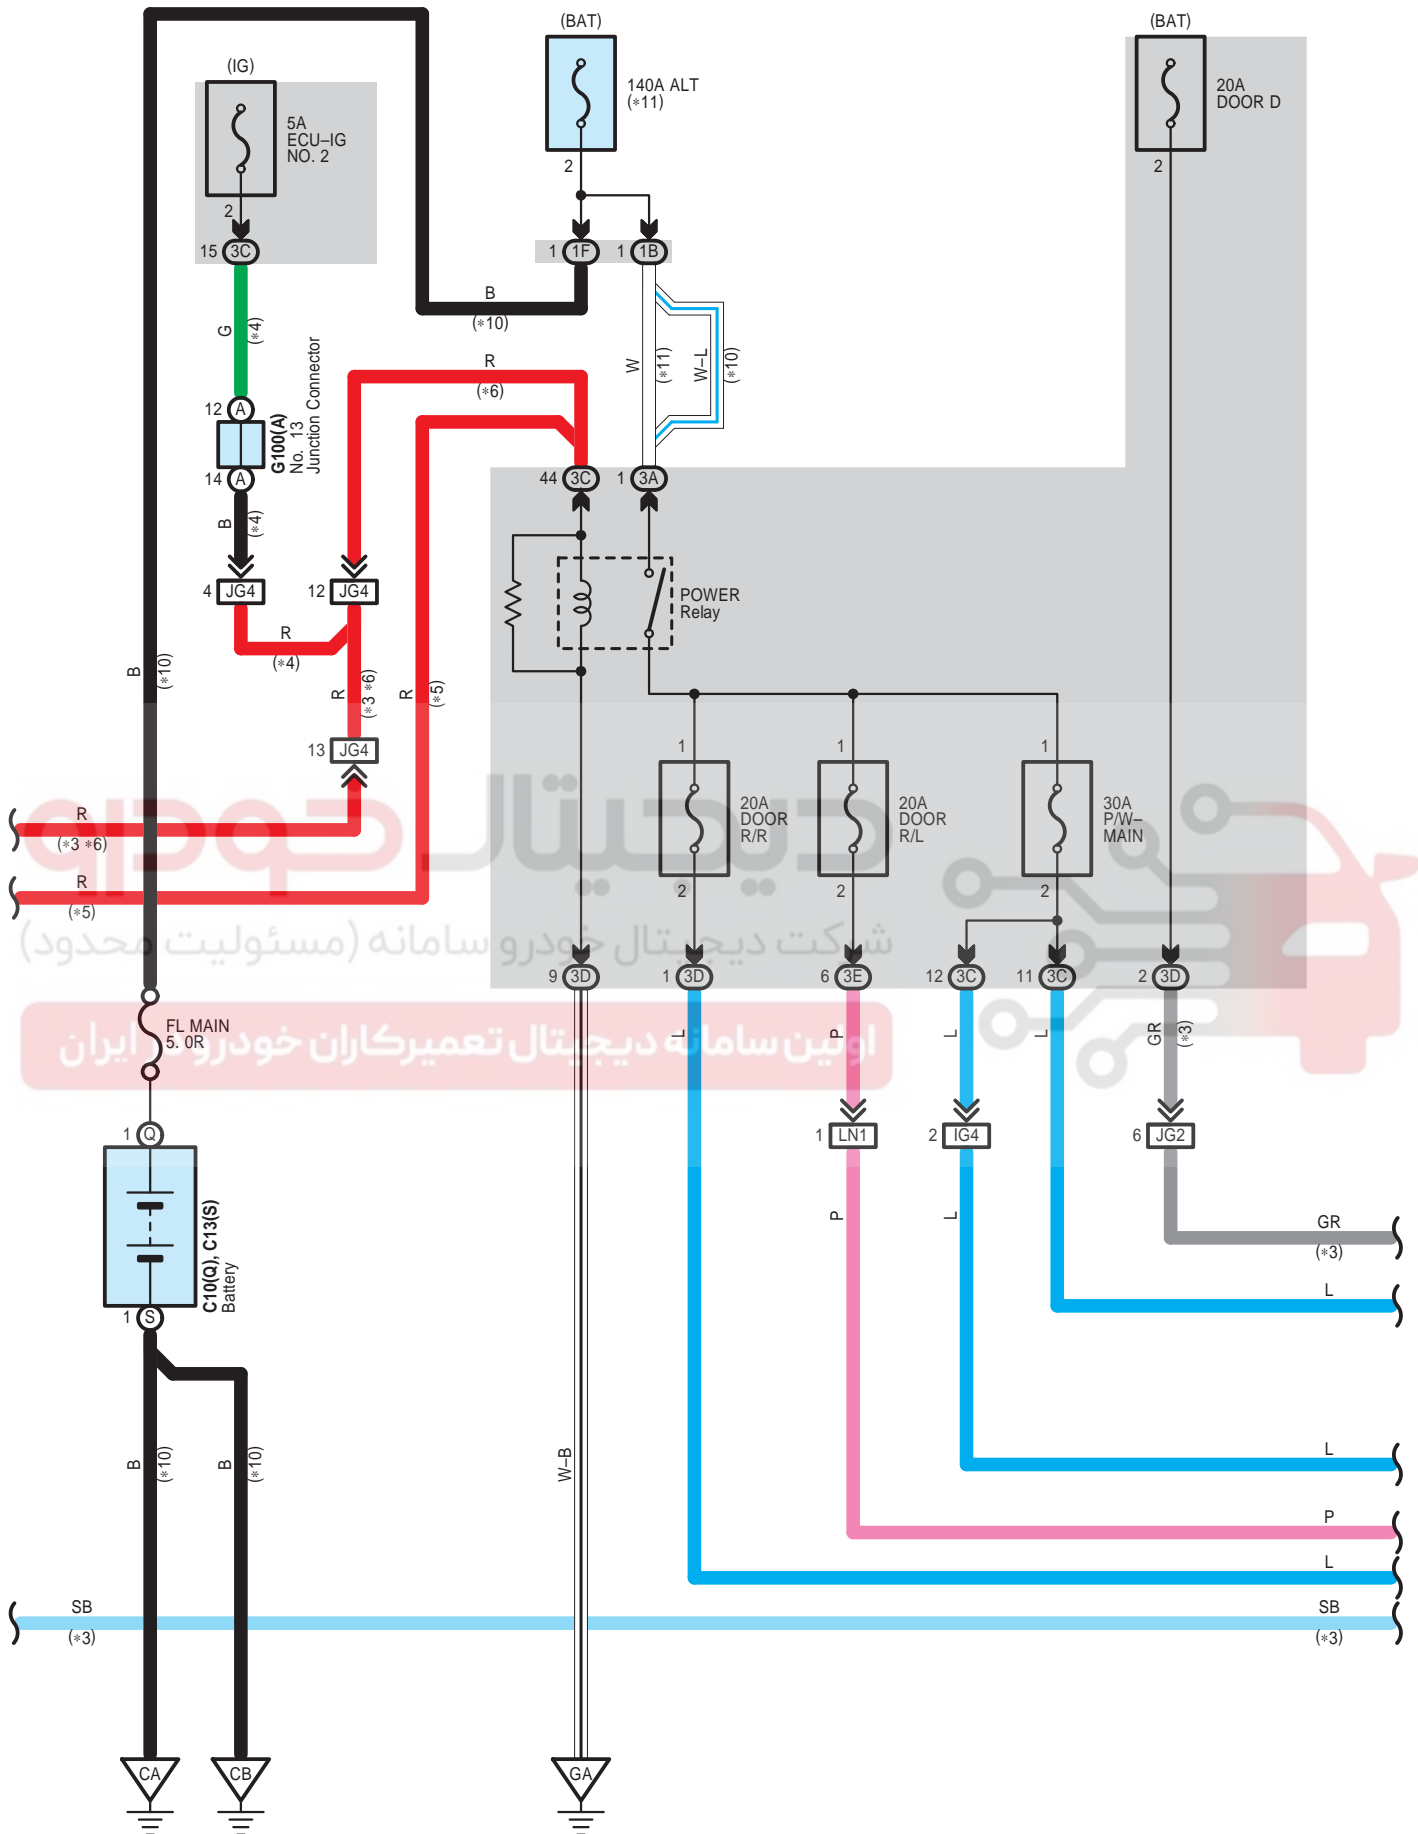 (BAT)
(BAT)
(IG)
140A ALT
(*11)
20A
DOOR D
5A
ECU–IG
NO. 2
2
2
2
15 3C
1 1F
1 1B
B
(*10)
G
(*4)
W
(*11)
W–L
(*10)
R
(*6)
12 A
G100(A)
No. 13
Junction Connector
14 A
44 3C
1 3A
B
(*4)
4 JG4
12 JG4
POWER
Relay
R
(*4)
B
(*10)
R
(*3 *6)
R
(*5)
13 JG4
1
1
1
20A
DOOR
R/R
20A
DOOR
R/L
30A
P/W–
MAIN
R
(*3 *6)
2
2
2
R
(*5)
دیجیتال خودرو
شرکت دیجیتال خودرو سامانه (مسئولیت محدود)
9 3D
1 3D
6 3E
12 3C
11 3C
2 3D
FL MAIN
5. 0R
اولین سامانه دیجیتال تعمیرکاران خودرو در ایران
L
P
L
L
GR
(*3)
1 Q
1 LN1
2 IG4
6 JG2
C10(Q), C13(S)
Battery
P
L
GR
(*3)
1 S
L
B
(*10)
B
(*10)
W–B
L
P
L
SB
(*3)
SB
(*3)
CA
CB
GA